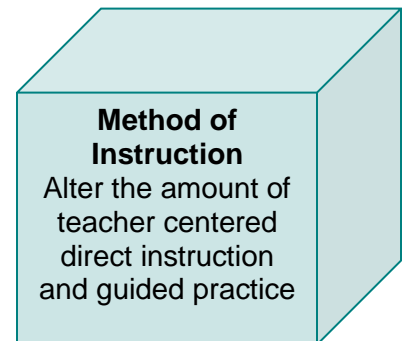 Method of
Instruction
Alter the amount of
teacher centered
direct instruction
and guided practice